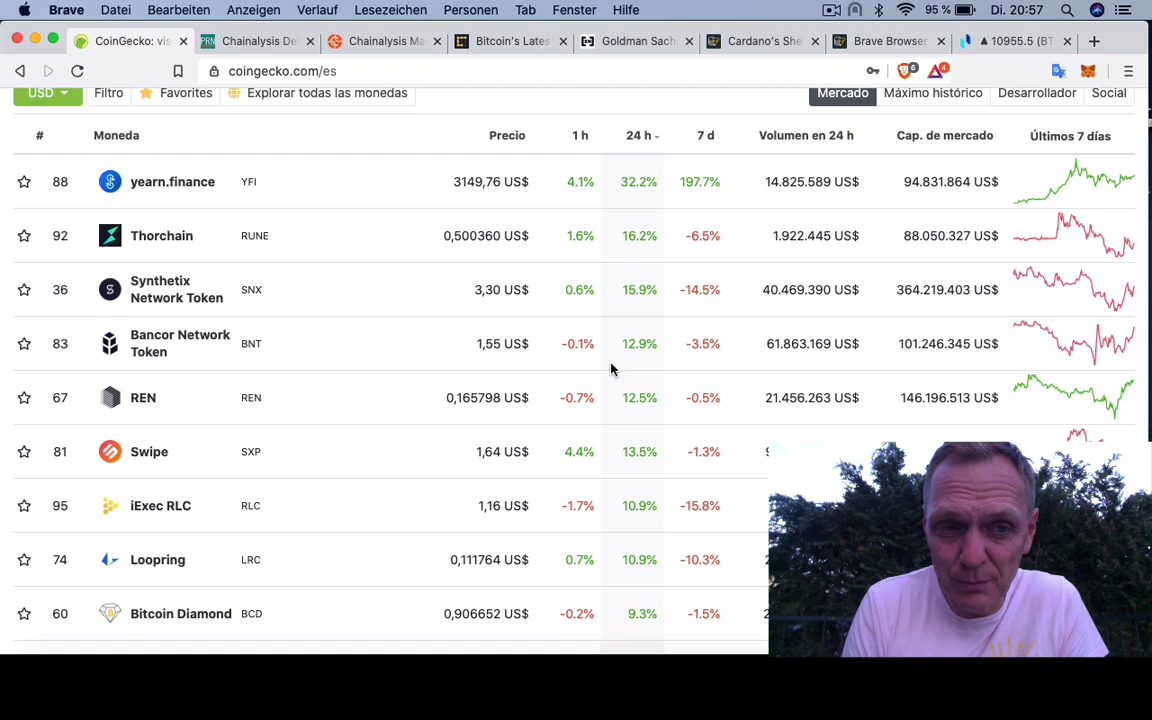 Brave Datei Bearbeiten Anzeigen Verlauf Lesezeichen Personen Tab Fenster Hilfe 95 % Di. 20:57
CoinGecko: vis Chainalysis De Chainalysis Ma Bitcoin's Lates Goldman Sach Cardano's She Brave Browser ▲ 10955.5 (BT
coingecko.com/es 6 4
USD Filtro Favorites Explorar todas las monedas Mercado Máximo histórico Desarrollador Social
# Moneda Precio 1 h 24 h 7 d Volumen en 24 h Cap. de mercado Últimos 7 días
88 yearn.finance YFI 3149,76 US$ 4.1% 32.2% 197.7% 14.825.589 US$ 94.831.864 US$
92 Thorchain RUNE 0,500360 US$ 1.6% 16.2% -6.5% 1.922.445 US$ 88.050.327 US$
Synthetix
36 S SNX 3,30 US$ 0.6% 15.9% -14.5% 40.469.390 US$ 364.219.403 US$
Network Token
Bancor Network
83 BNT 1,55 US$ -0.1% 12.9% -3.5% 61.863.169 US$ 101.246.345 US$
Token
67 REN REN 0,165798 US$ -0.7% 12.5% -0.5% 21.456.263 US$ 146.196.513 US$
81 Swipe SXP 1,64 US$ 4.4% 13.5% -1.3%
95 iExec RLC RLC 1,16 US$ -1.7% 10.9% -15.8%
74 Loopring LRC 0,111764 US$ 0.7% 10.9% -10.3%
60 Bitcoin Diamond BCD 0,906652 US$ -0.2% 9.3% -1.5%